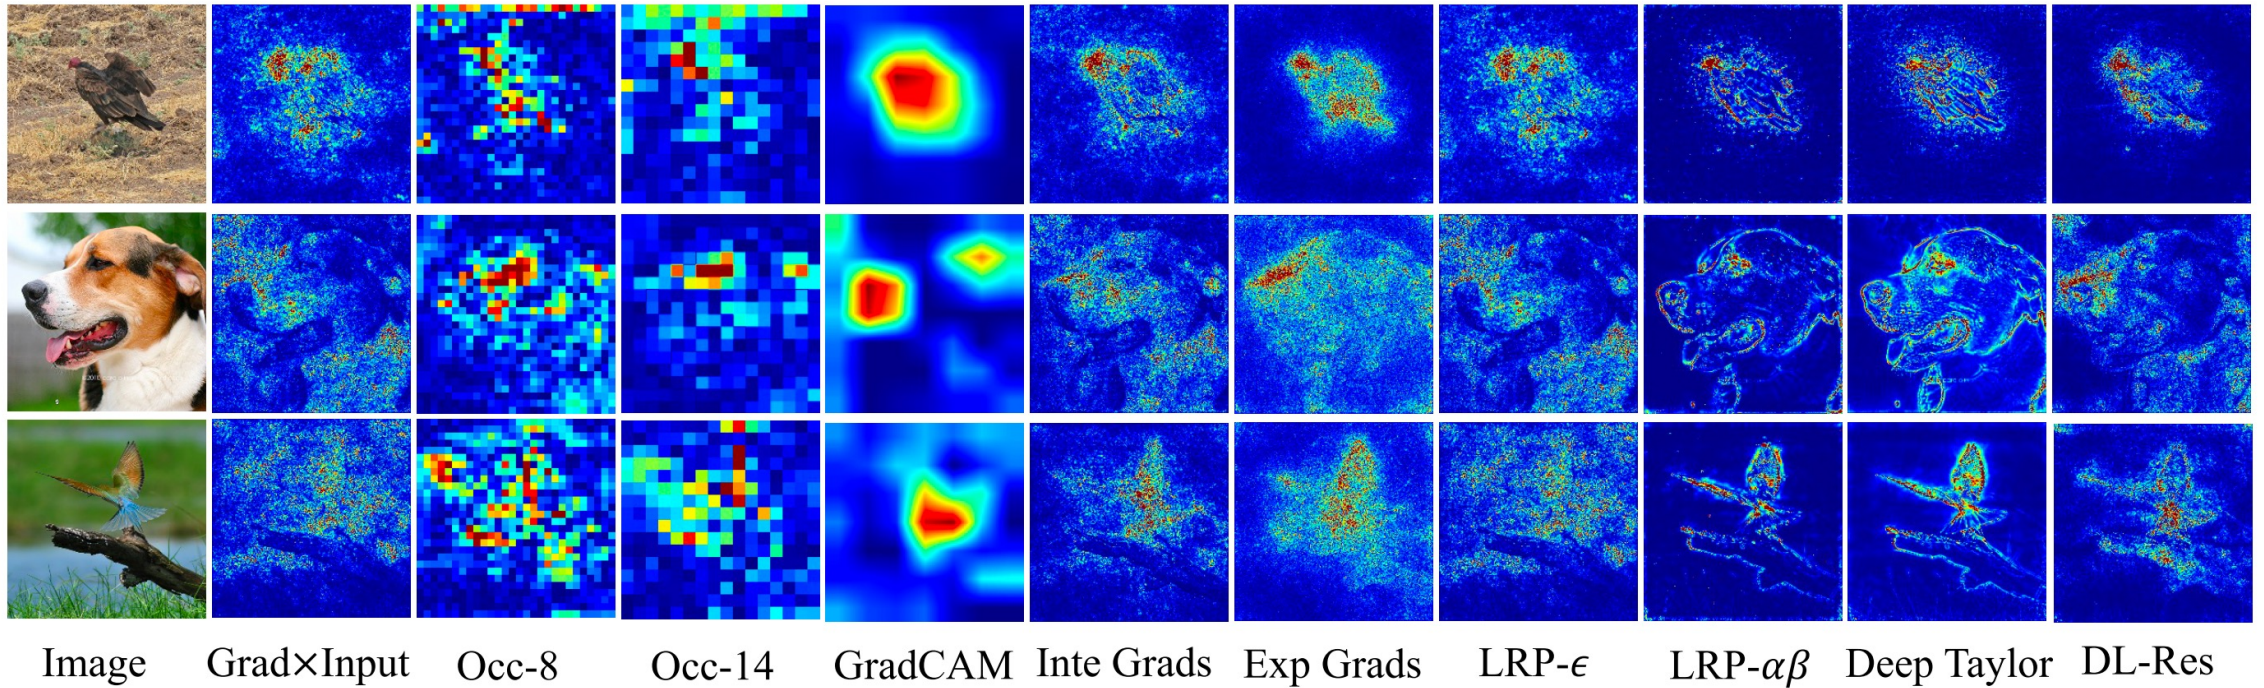 Image Grad×Input Occ-8 Occ-14 GradCAM Inte Grads Exp Grads LRP-ϵ LRP-αβ Deep Taylor DL-Res